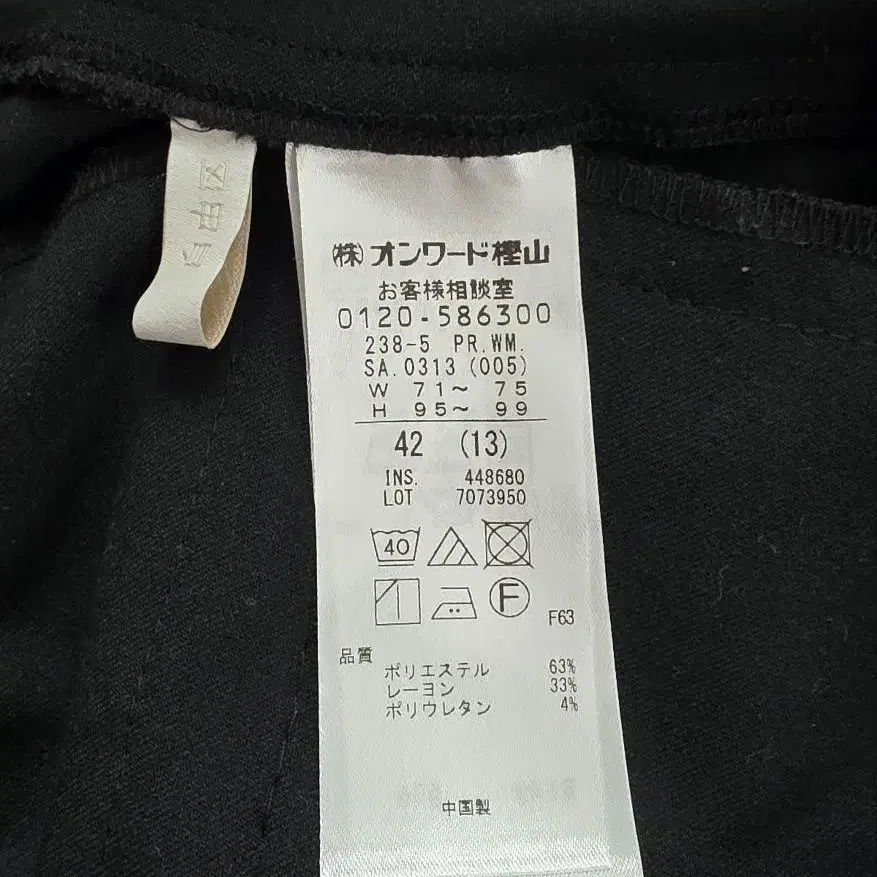 自由区
(株)オンワード樫山
お客様相談室
0120-586300
238-5 PR.WM.
SA.0313 (005)
W 71～ 75
H 95～ 99
42 (13)
INS. 448680
LOT 7073950
40
F
F63
品質
ポリエステル 63%
レーヨン 33%
ポリウレタン 4%
中国製